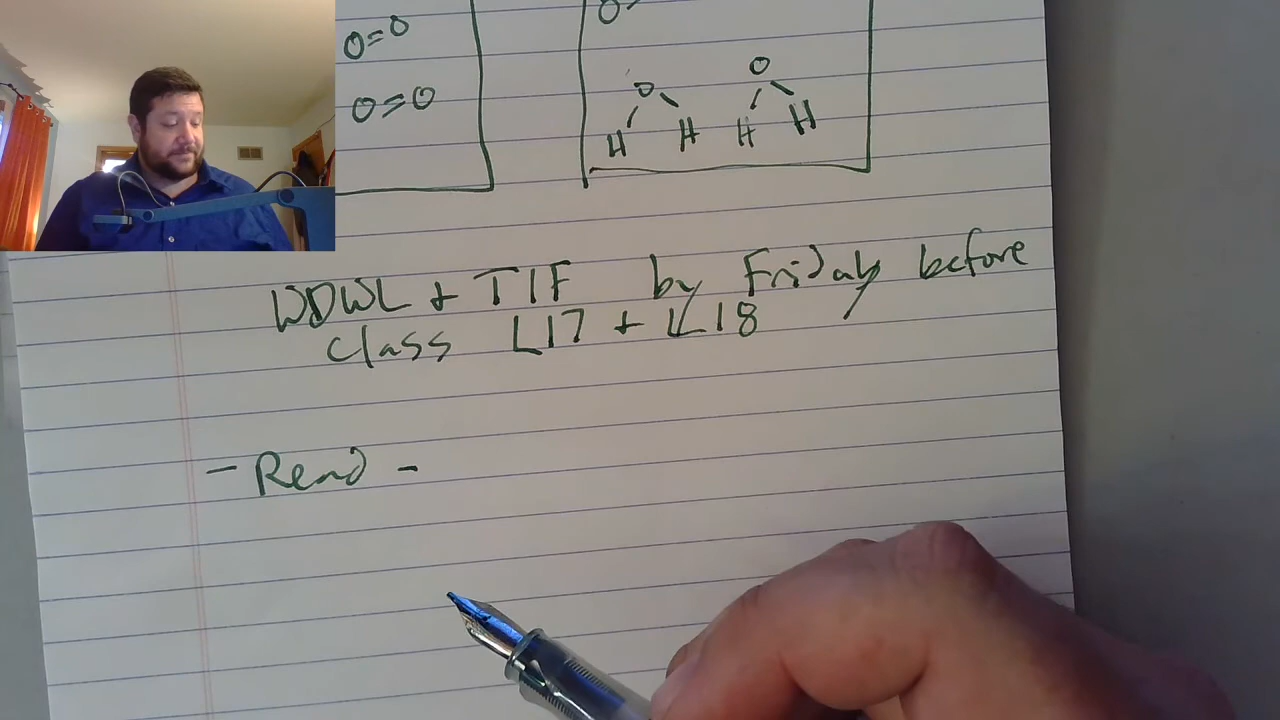 O=O
O=O
O
O O
H H H H
WDWL + TIF by Friday before
class L17 + L18
- Read -